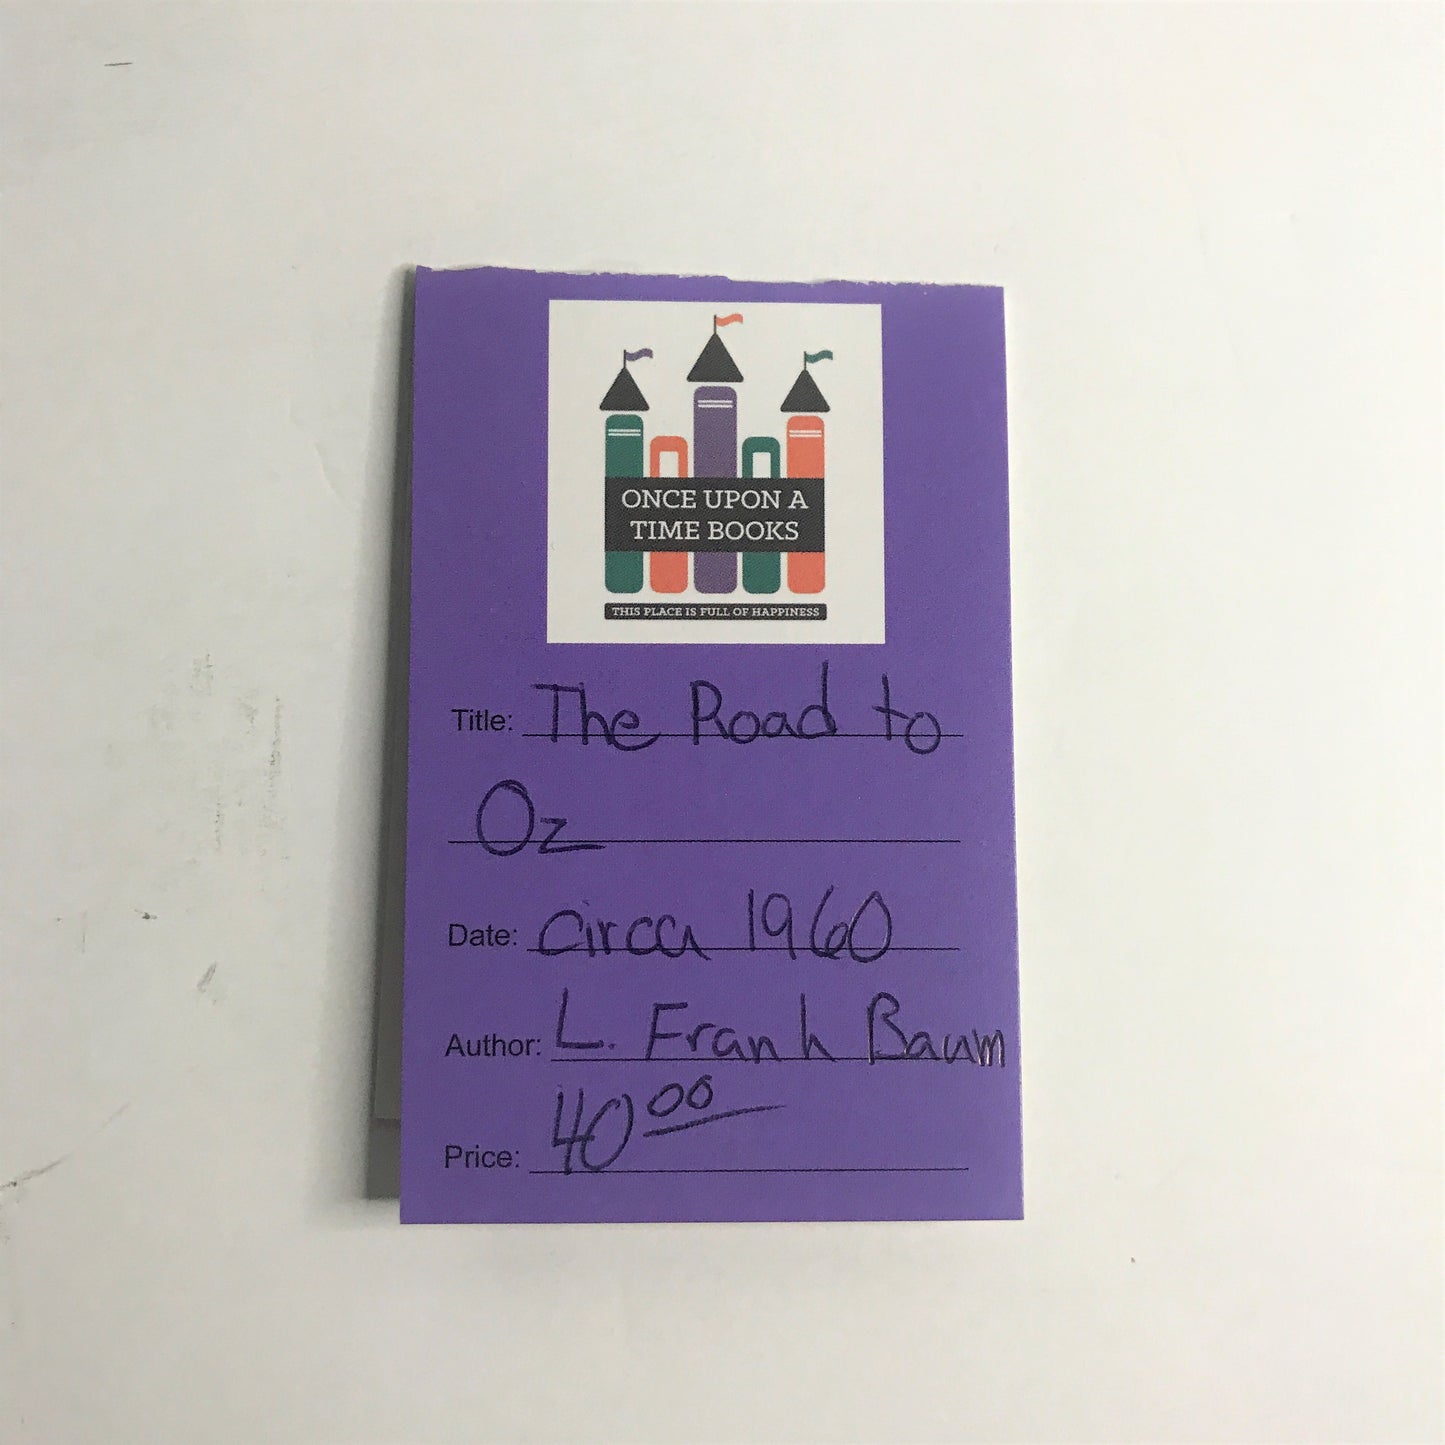 ONCE UPON A
TIME BOOKS
THIS PLACE IS FULL OF HAPPINESS
Title: The Road to
Oz
Date: circa 1960
Author: L. Frank Baum
Price: 40.00